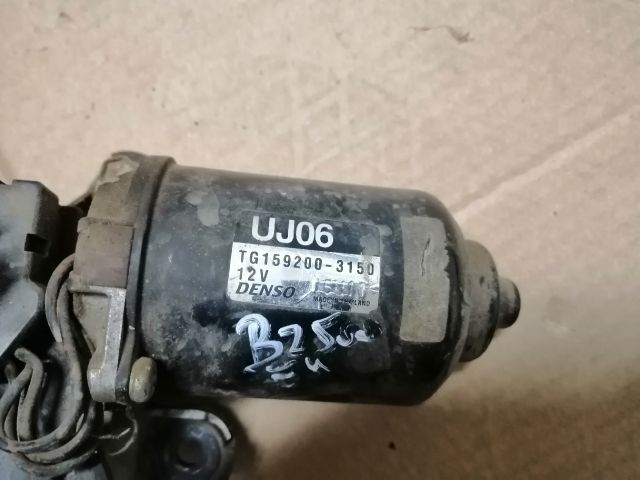 UJ06
TG159200-3150
12V
DENSO
MADE IN THAILAND
B2500